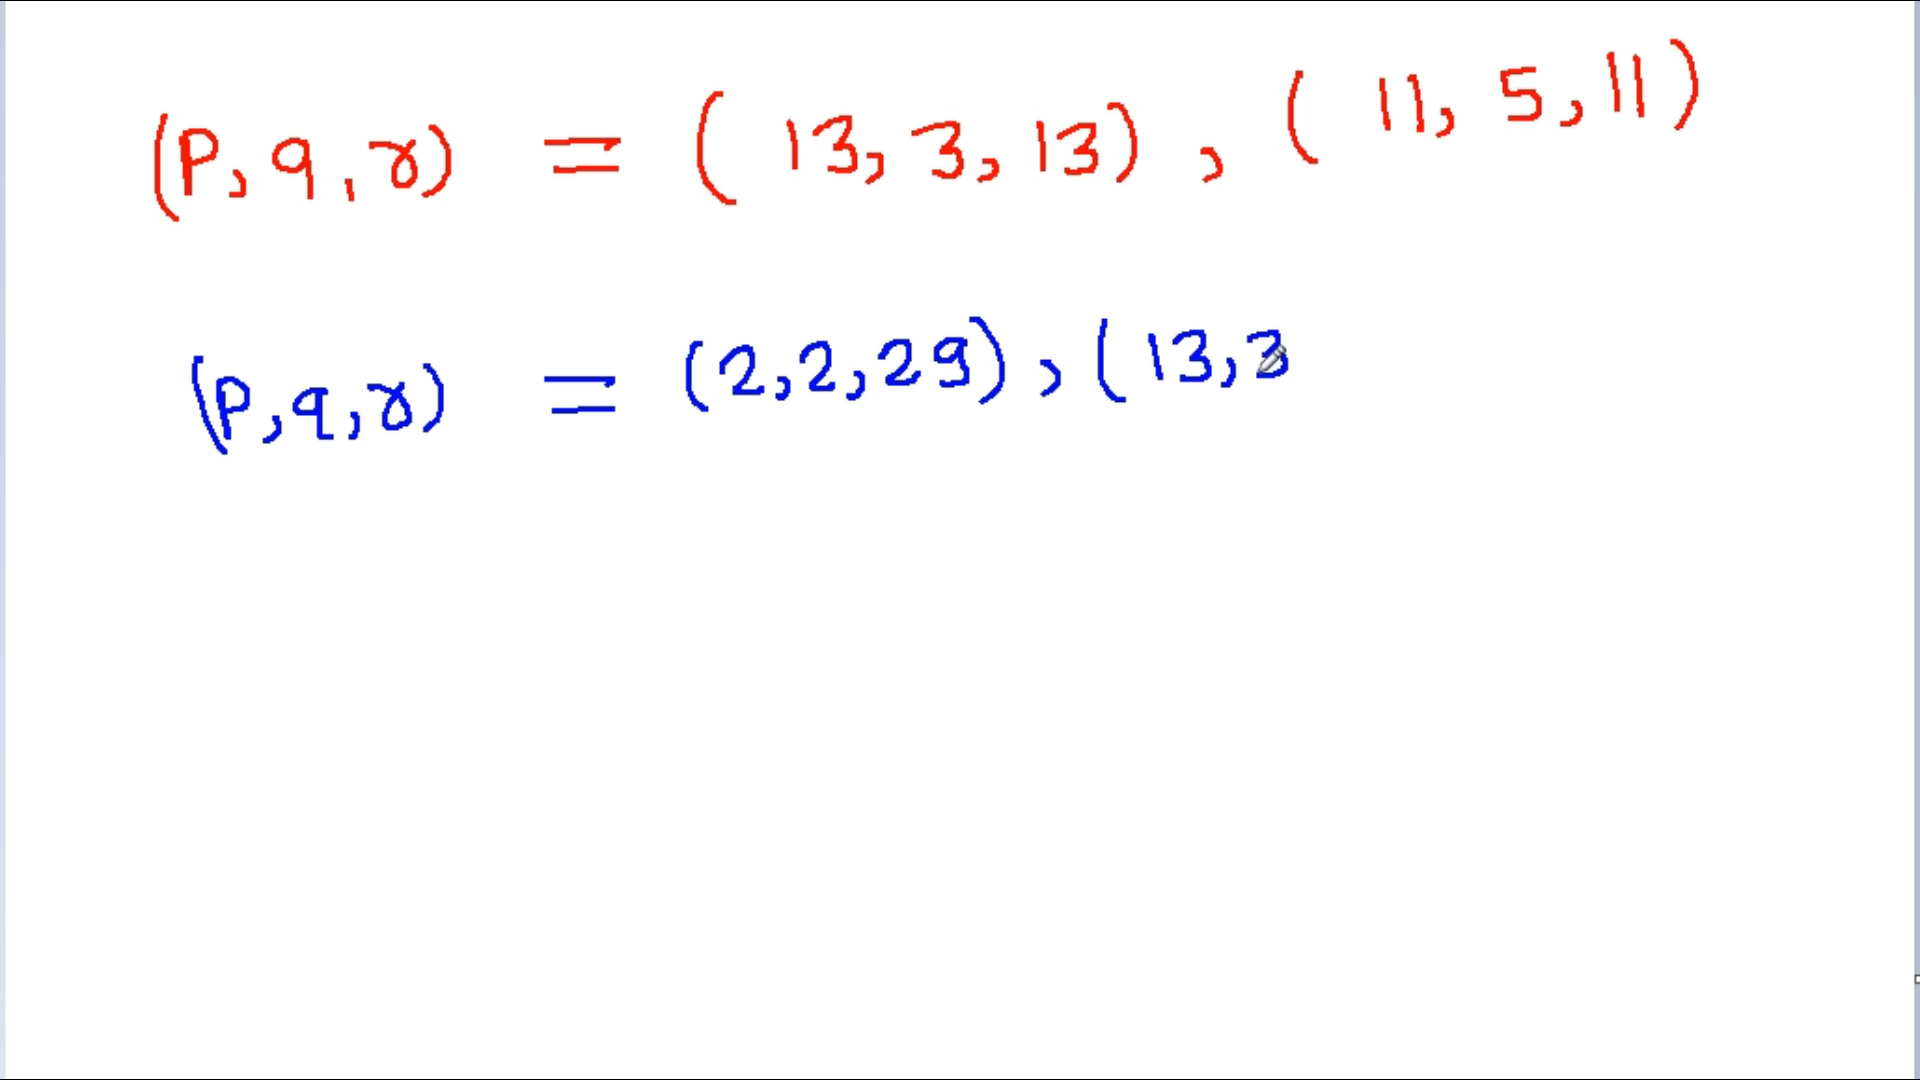 (P, q, r) = (13, 3, 13), (11, 5, 11)
(P, q, r) = (2, 2, 29), (13, 3